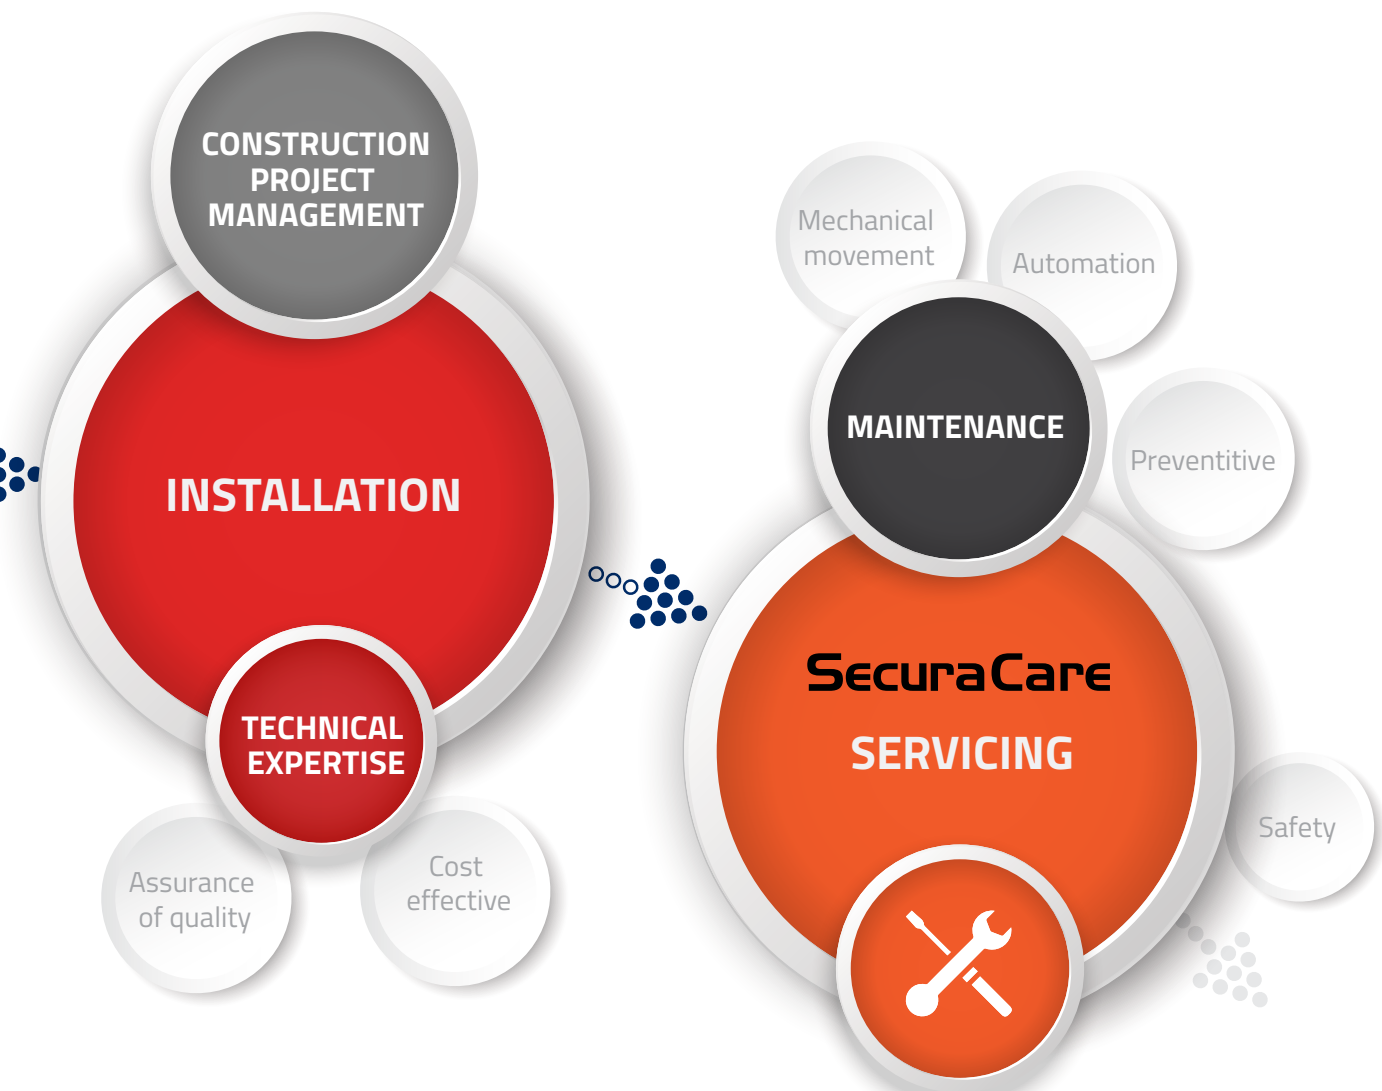 CONSTRUCTION
PROJECT
MANAGEMENT
INSTALLATION
TECHNICAL
EXPERTISE
Assurance
of quality
Cost
effective
Mechanical
movement
Automation
MAINTENANCE
Preventitive
SecuraCare
SERVICING
Safety